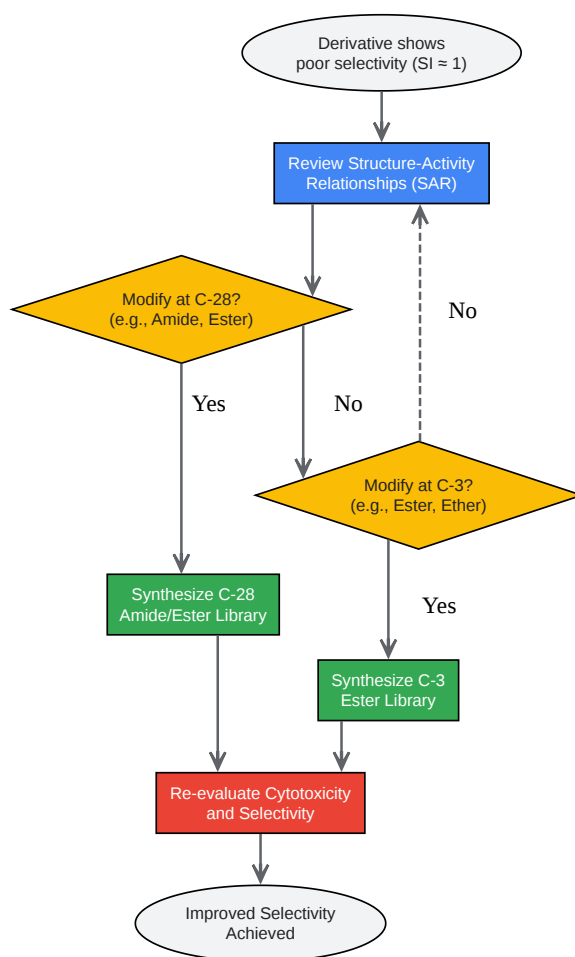 Derivative shows
poor selectivity (SI ≈ 1)
Review Structure-Activity
Relationships (SAR)
Modify at C-28?
(e.g., Amide, Ester)
No
Yes
No
Modify at C-3?
(e.g., Ester, Ether)
Synthesize C-28
Amide/Ester Library
Yes
Synthesize C-3
Ester Library
Re-evaluate Cytotoxicity
and Selectivity
Improved Selectivity
Achieved